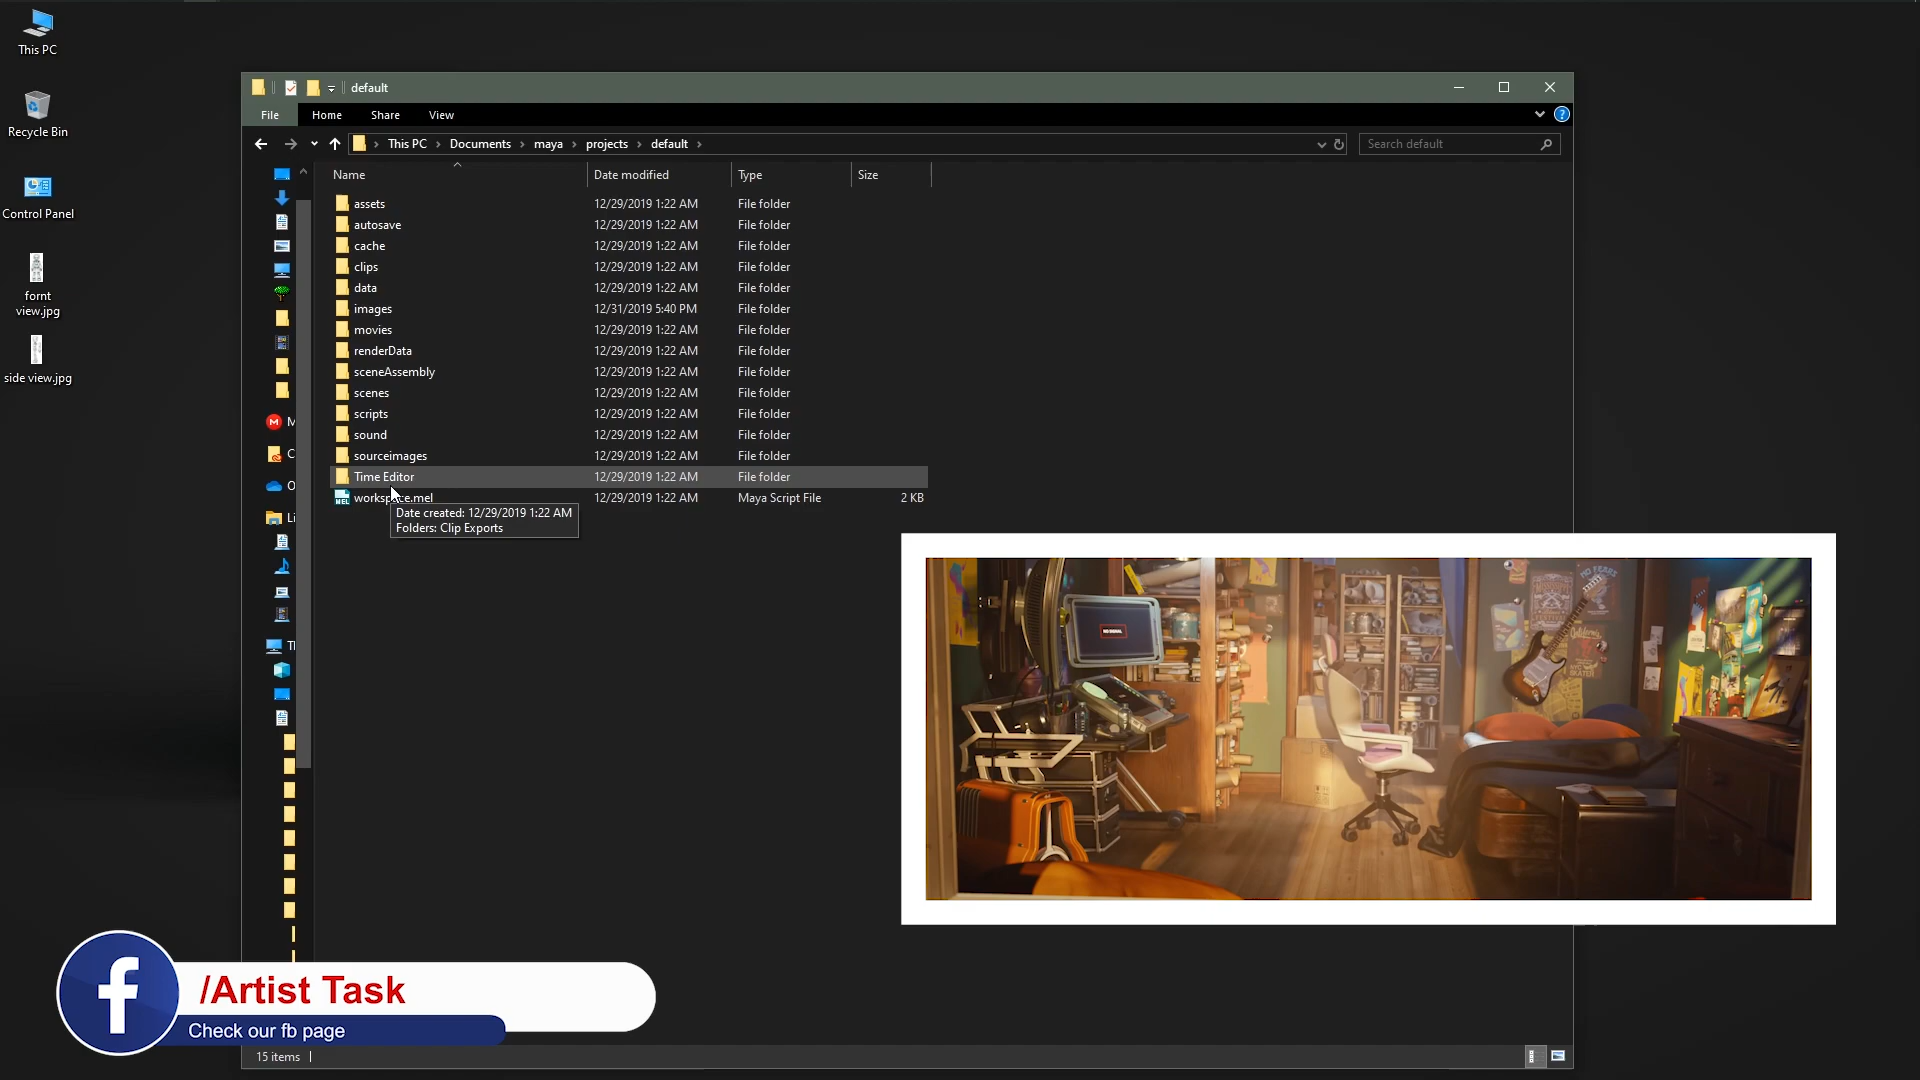 This PC
Recycle Bin
Control Panel
fornt
view.jpg
side view.jpg
default
File
Home
Share
View
This PC
Documents
maya
projects
default
Search default
Name
Date modified
Type
Size
assets
12/29/2019 1:22 AM
File folder
autosave
12/29/2019 1:22 AM
File folder
cache
12/29/2019 1:22 AM
File folder
clips
12/29/2019 1:22 AM
File folder
data
12/29/2019 1:22 AM
File folder
images
12/31/2019 5:40 PM
File folder
movies
12/29/2019 1:22 AM
File folder
renderData
12/29/2019 1:22 AM
File folder
sceneAssembly
12/29/2019 1:22 AM
File folder
scenes
12/29/2019 1:22 AM
File folder
scripts
12/29/2019 1:22 AM
File folder
sound
12/29/2019 1:22 AM
File folder
sourceimages
12/29/2019 1:22 AM
File folder
Time Editor
12/29/2019 1:22 AM
File folder
workspace.mel
12/29/2019 1:22 AM
Maya Script File
2 KB
Date created: 12/29/2019 1:22 AM
Folders: Clip Exports
NO SIGNAL
/Artist Task
Check our fb page
15 items